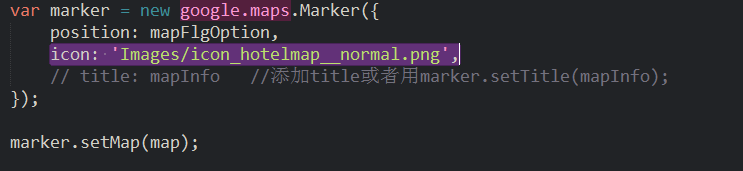 var marker = new google.maps.Marker({
position: mapFlgOption,
icon: 'Images/icon_hotelmap__normal.png',
// title: mapInfo //添加title或者用marker.setTitle(mapInfo);
});
marker.setMap(map);